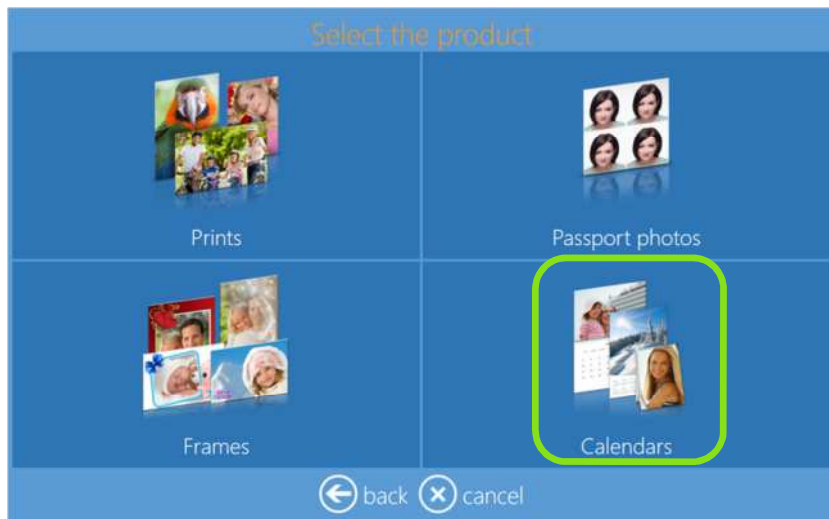 Select the product
Prints
Passport photos
Frames
Calendars
back
cancel